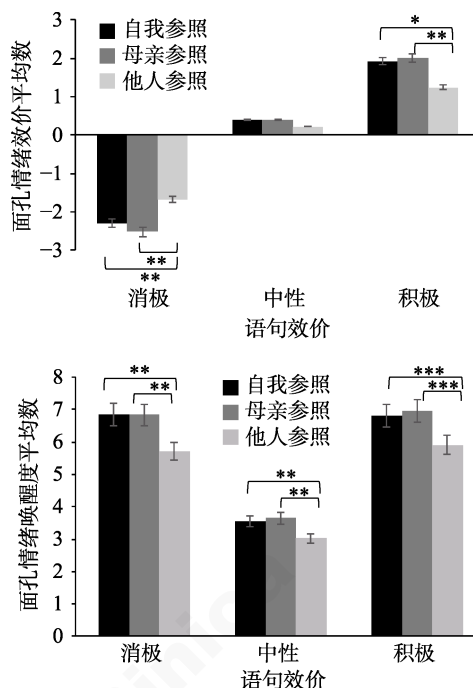 面孔情绪效价平均数
3
2
1
0
−1
−2
−3
自我参照
母亲参照
他人参照
*
**
**
**
消极 中性 积极
语句效价
面孔情绪唤醒度平均数
8
7
6
5
4
3
2
1
0
自我参照
母亲参照
他人参照
**
**
**
**
***
***
消极 中性 积极
语句效价